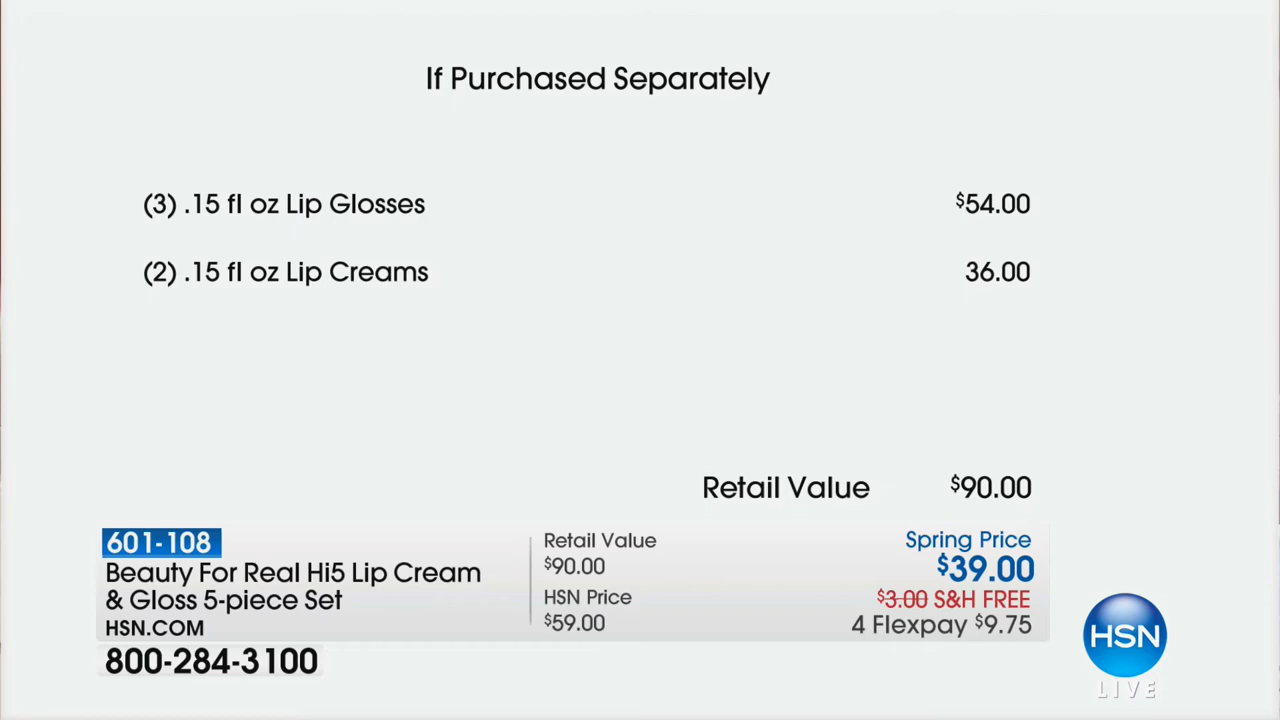 If Purchased Separately
(3) .15 fl oz Lip Glosses $54.00
(2) .15 fl oz Lip Creams 36.00
Retail Value $90.00
601-108
Beauty For Real Hi5 Lip Cream
& Gloss 5-piece Set
HSN.COM
800-284-3100
Retail Value
$90.00
HSN Price
$59.00
Spring Price
$39.00
$3.00 S&H FREE
4 Flexpay $9.75
HSN
LIVE